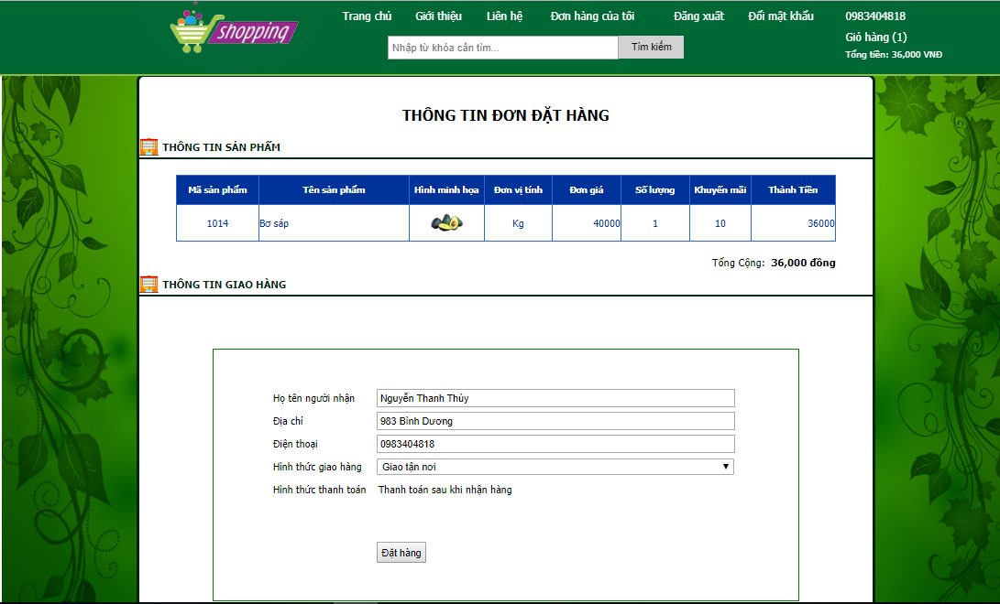 shopping
Trang chủ Giới thiệu Liên hệ Đơn hàng của tôi Đăng xuất Đổi mật khẩu 0983404818
Nhập từ khóa cần tìm... Tìm kiếm
Giỏ hàng (1)
Tổng tiền: 36,000 VNĐ
THÔNG TIN ĐƠN ĐẶT HÀNG
THÔNG TIN SẢN PHẨM
Mã sản phẩm Tên sản phẩm Hình minh họa Đơn vị tính Đơn giá Số lượng Khuyến mãi Thành Tiền
1014 Bơ sáp Kg 40000 1 10 36000
Tổng Cộng: 36,000 đồng
THÔNG TIN GIAO HÀNG
Họ tên người nhận Nguyễn Thanh Thủy
Địa chỉ 983 Bình Dương
Điện thoại 0983404818
Hình thức giao hàng Giao tận nơi
Hình thức thanh toán Thanh toán sau khi nhận hàng
Đặt hàng